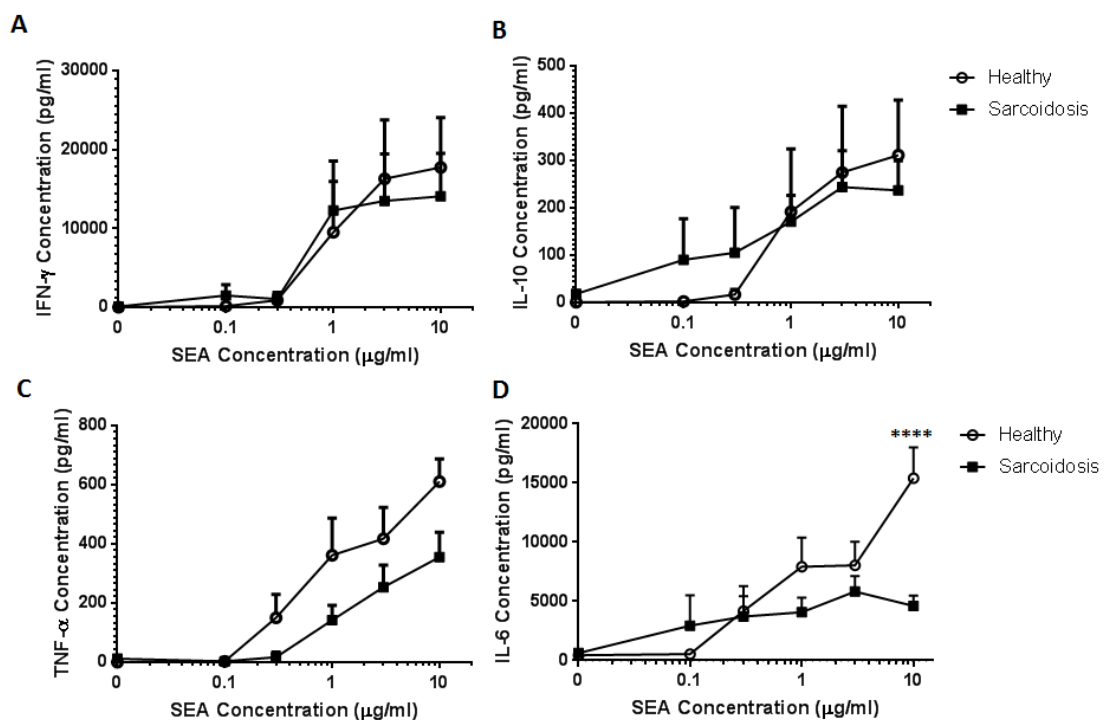 A
IFN-γ Concentration (pg/ml)
30000
20000
10000
0
0 0.1 1 10
SEA Concentration (μg/ml)
B
IL-10 Concentration (pg/ml)
500
400
300
200
100
0
0 0.1 1 10
SEA Concentration (μg/ml)
Healthy
Sarcoidosis
C
TNF-α Concentration (pg/ml)
800
600
400
200
0
0 0.1 1 10
SEA Concentration (μg/ml)
D
IL-6 Concentration (pg/ml)
20000
15000
10000
5000
0
0 0.1 1 10
SEA Concentration (μg/ml)
****
Healthy
Sarcoidosis